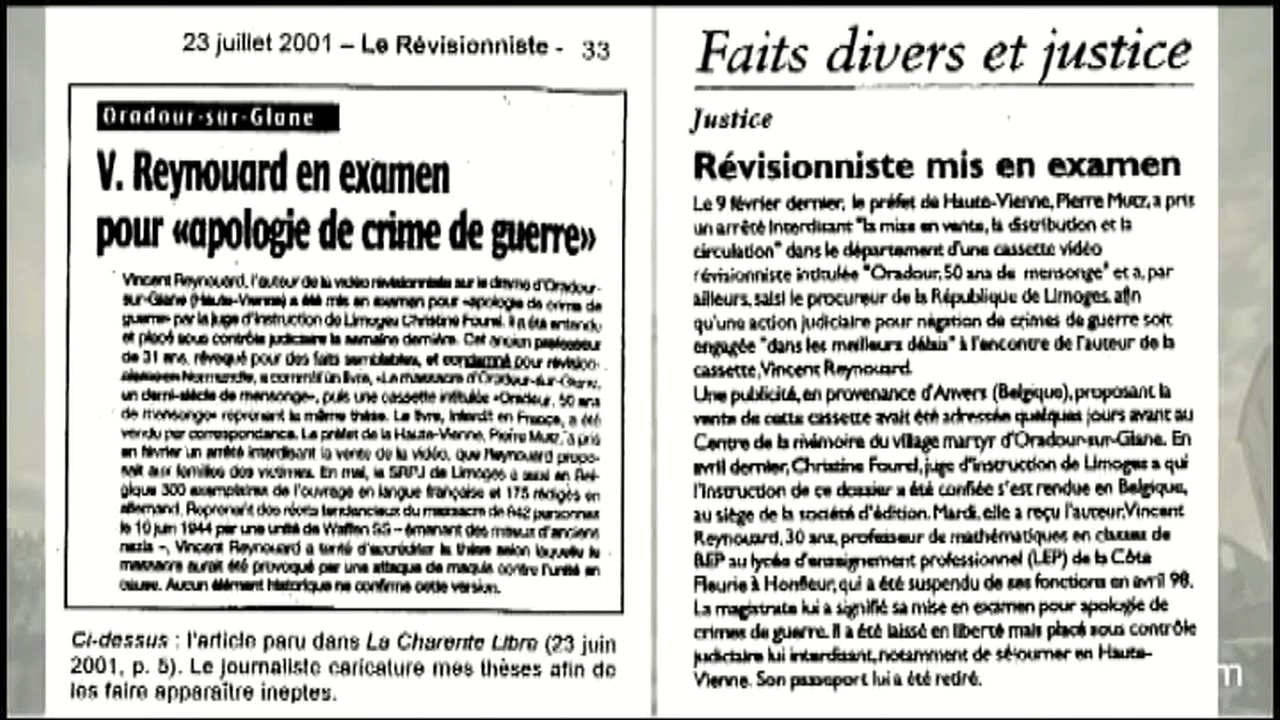 23 juillet 2001 – Le Révisionniste - 33
Oradour-sur-Glane
V. Reynouard en examen
pour «apologie de crime de guerre»
Vincent Reynouard, l'auteur de la vidéo révisionniste sur le drame d'Oradour-
sur-Glane (Haute-Vienne) a été mis en examen pour «apologie de crime de
guerre» par la juge d'instruction de Limoges Christine Fourel. Il a été entendu
et placé sous contrôle judiciaire la semaine dernière. Cet ancien professeur
de 31 ans, révoqué pour des faits semblables, et condamné pour révision-
nisme en Normandie, a commis un livre, «Le massacre d'Oradour-sur-Glane,
un demi-siècle de mensonge», puis une cassette intitulée «Oradour, 50 ans
de mensonge» reprenant la même thèse. Le livre, interdit en France, a été
vendu par correspondance. Le préfet de la Haute-Vienne, Pierre Mutz, a pris
en février un arrêté interdisant la vente de la vidéo, que Reynouard propo-
sait aux familles des victimes. En mai, le SRPJ de Limoges a saisi en Bel-
gique 300 exemplaires de l'ouvrage en langue française et 175 rédigés en
allemand. Reprenant des récits tendancieux du massacre de 642 personnes
le 10 juin 1944 par une unité de Waffen SS – émanant des milieux d'anciens
nazis –, Vincent Reynouard a tenté d'accréditer la thèse selon laquelle le
massacre aurait été provoqué par une attaque de maquis contre l'unité en
cause. Aucun élément historique ne confirme cette version.
Ci-dessus : l'article paru dans La Charente Libre (23 juin
2001, p. 5). Le journaliste caricature mes thèses afin de
les faire apparaître ineptes.
Faits divers et justice
Justice
Révisionniste mis en examen
Le 9 février dernier, le préfet de Haute-Vienne, Pierre Mutz, a pris
un arrêté interdisant "la mise en vente, la distribution et la
circulation" dans le département d'une cassette vidéo
révisionniste intitulée "Oradour, 50 ans de mensonge" et a, par
ailleurs, saisi le procureur de la République de Limoges, afin
qu'une action judiciaire pour négation de crimes de guerre soit
engagée "dans les meilleurs délais" à l'encontre de l'auteur de la
cassette, Vincent Reynouard.
Une publicité, en provenance d'Anvers (Belgique), proposant la
vente de cette cassette avait été adressée quelques jours avant au
Centre de la mémoire du village martyr d'Oradour-sur-Glane. En
avril dernier, Christine Fourel, juge d'instruction de Limoges a qui
l'instruction de ce dossier a été confiée s'est rendue en Belgique,
au siège de la société d'édition. Mardi, elle a reçu l'auteur, Vincent
Reynouard, 30 ans, professeur de mathématiques en classes de
BEP au lycée d'enseignement professionnel (LEP) de la Côte
Fleurie à Honfleur, qui a été suspendu de ses fonctions en avril 98.
La magistrate lui a signifié sa mise en examen pour apologie de
crimes de guerre. Il a été laissé en liberté mais placé sous contrôle
judiciaire lui interdisant, notamment de séjourner en Haute-
Vienne. Son passeport lui a été retiré.
m